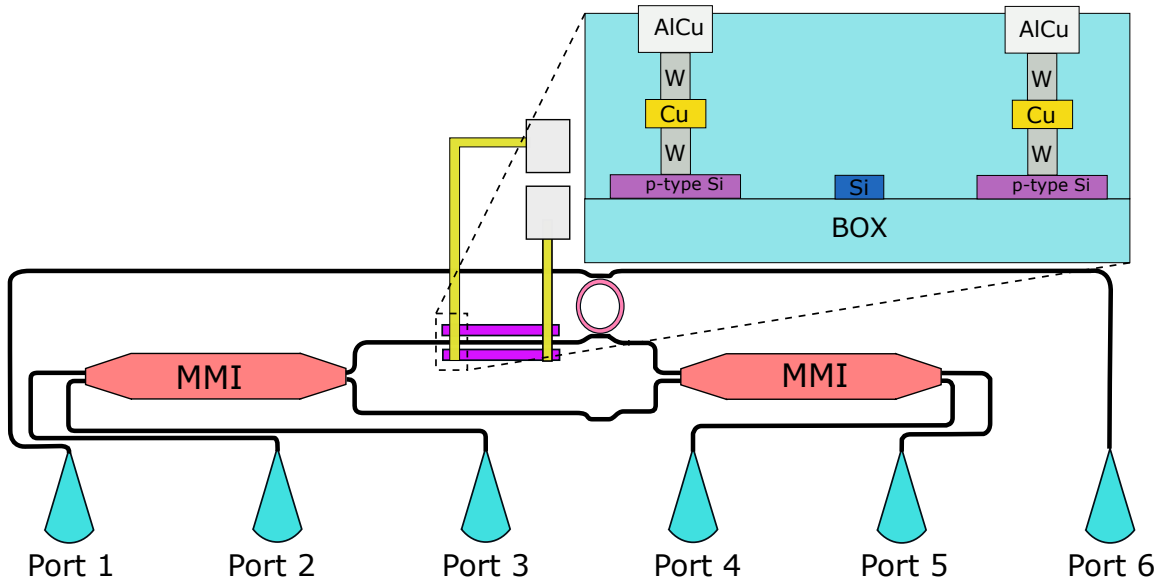 AlCu
AlCu
W
W
Cu
Cu
W
W
p-type Si
Si
p-type Si
BOX
MMI
MMI
Port 1
Port 2
Port 3
Port 4
Port 5
Port 6